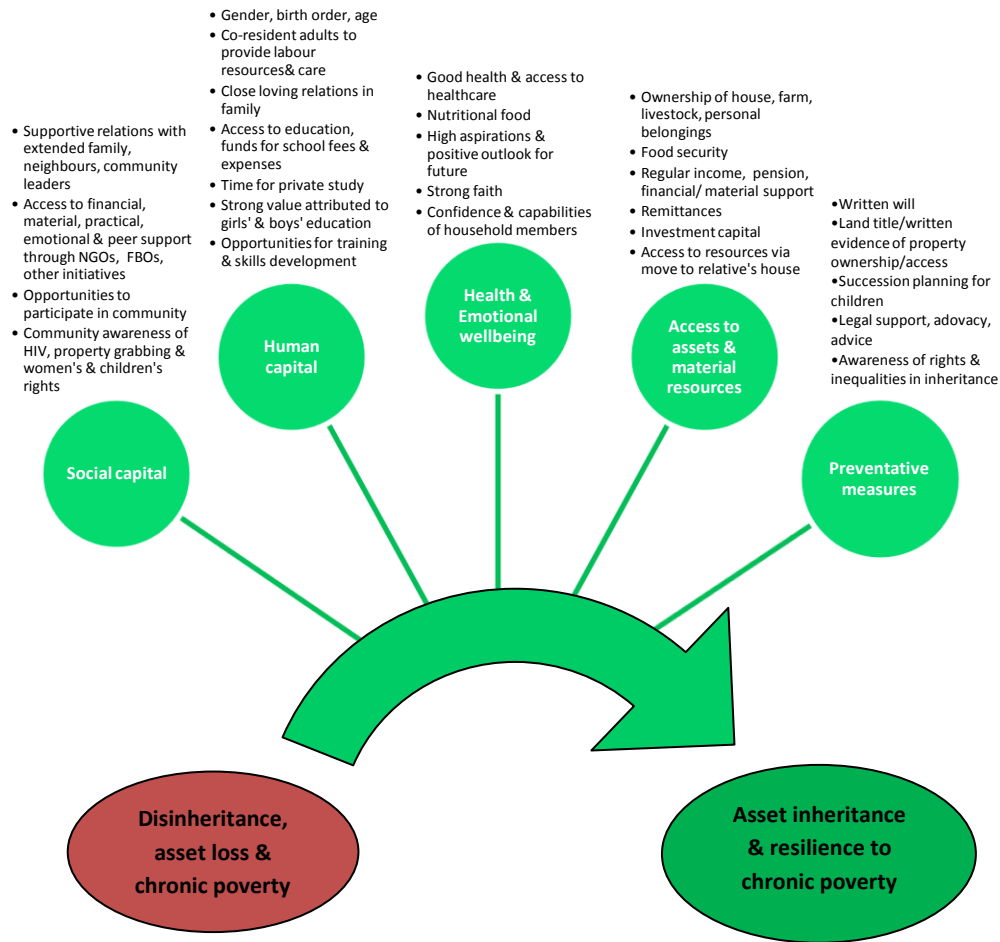 • Supportive relations with
extended family,
neighbours, community
leaders
• Access to financial,
material, practical,
emotional & peer support
through NGOs, FBOs,
other initiatives
• Opportunities to
participate in community
• Community awareness of
HIV, property grabbing &
women's & children's
rights
Social capital
• Gender, birth order, age
• Co-resident adults to
provide labour
resources& care
• Close loving relations in
family
• Access to education,
funds for school fees &
expenses
• Time for private study
• Strong value attributed to
girls' & boys' education
• Opportunities for training
& skills development
Human
capital
• Good health & access to
healthcare
• Nutritional food
• High aspirations &
positive outlook for
future
• Strong faith
• Confidence & capabilities
of household members
Health &
Emotional
wellbeing
• Ownership of house, farm,
livestock, personal
belongings
• Food security
• Regular income, pension,
financial/ material support
• Remittances
• Investment capital
• Access to resources via
move to relative's house
Access to
assets &
material
resources
•Written will
•Land title/written
evidence of property
ownership/access
•Succession planning for
children
•Legal support, adovacy,
advice
•Awareness of rights &
inequalities in inheritance
Preventative
measures
Disinheritance,
asset loss &
chronic poverty
Asset inheritance
& resilience to
chronic poverty